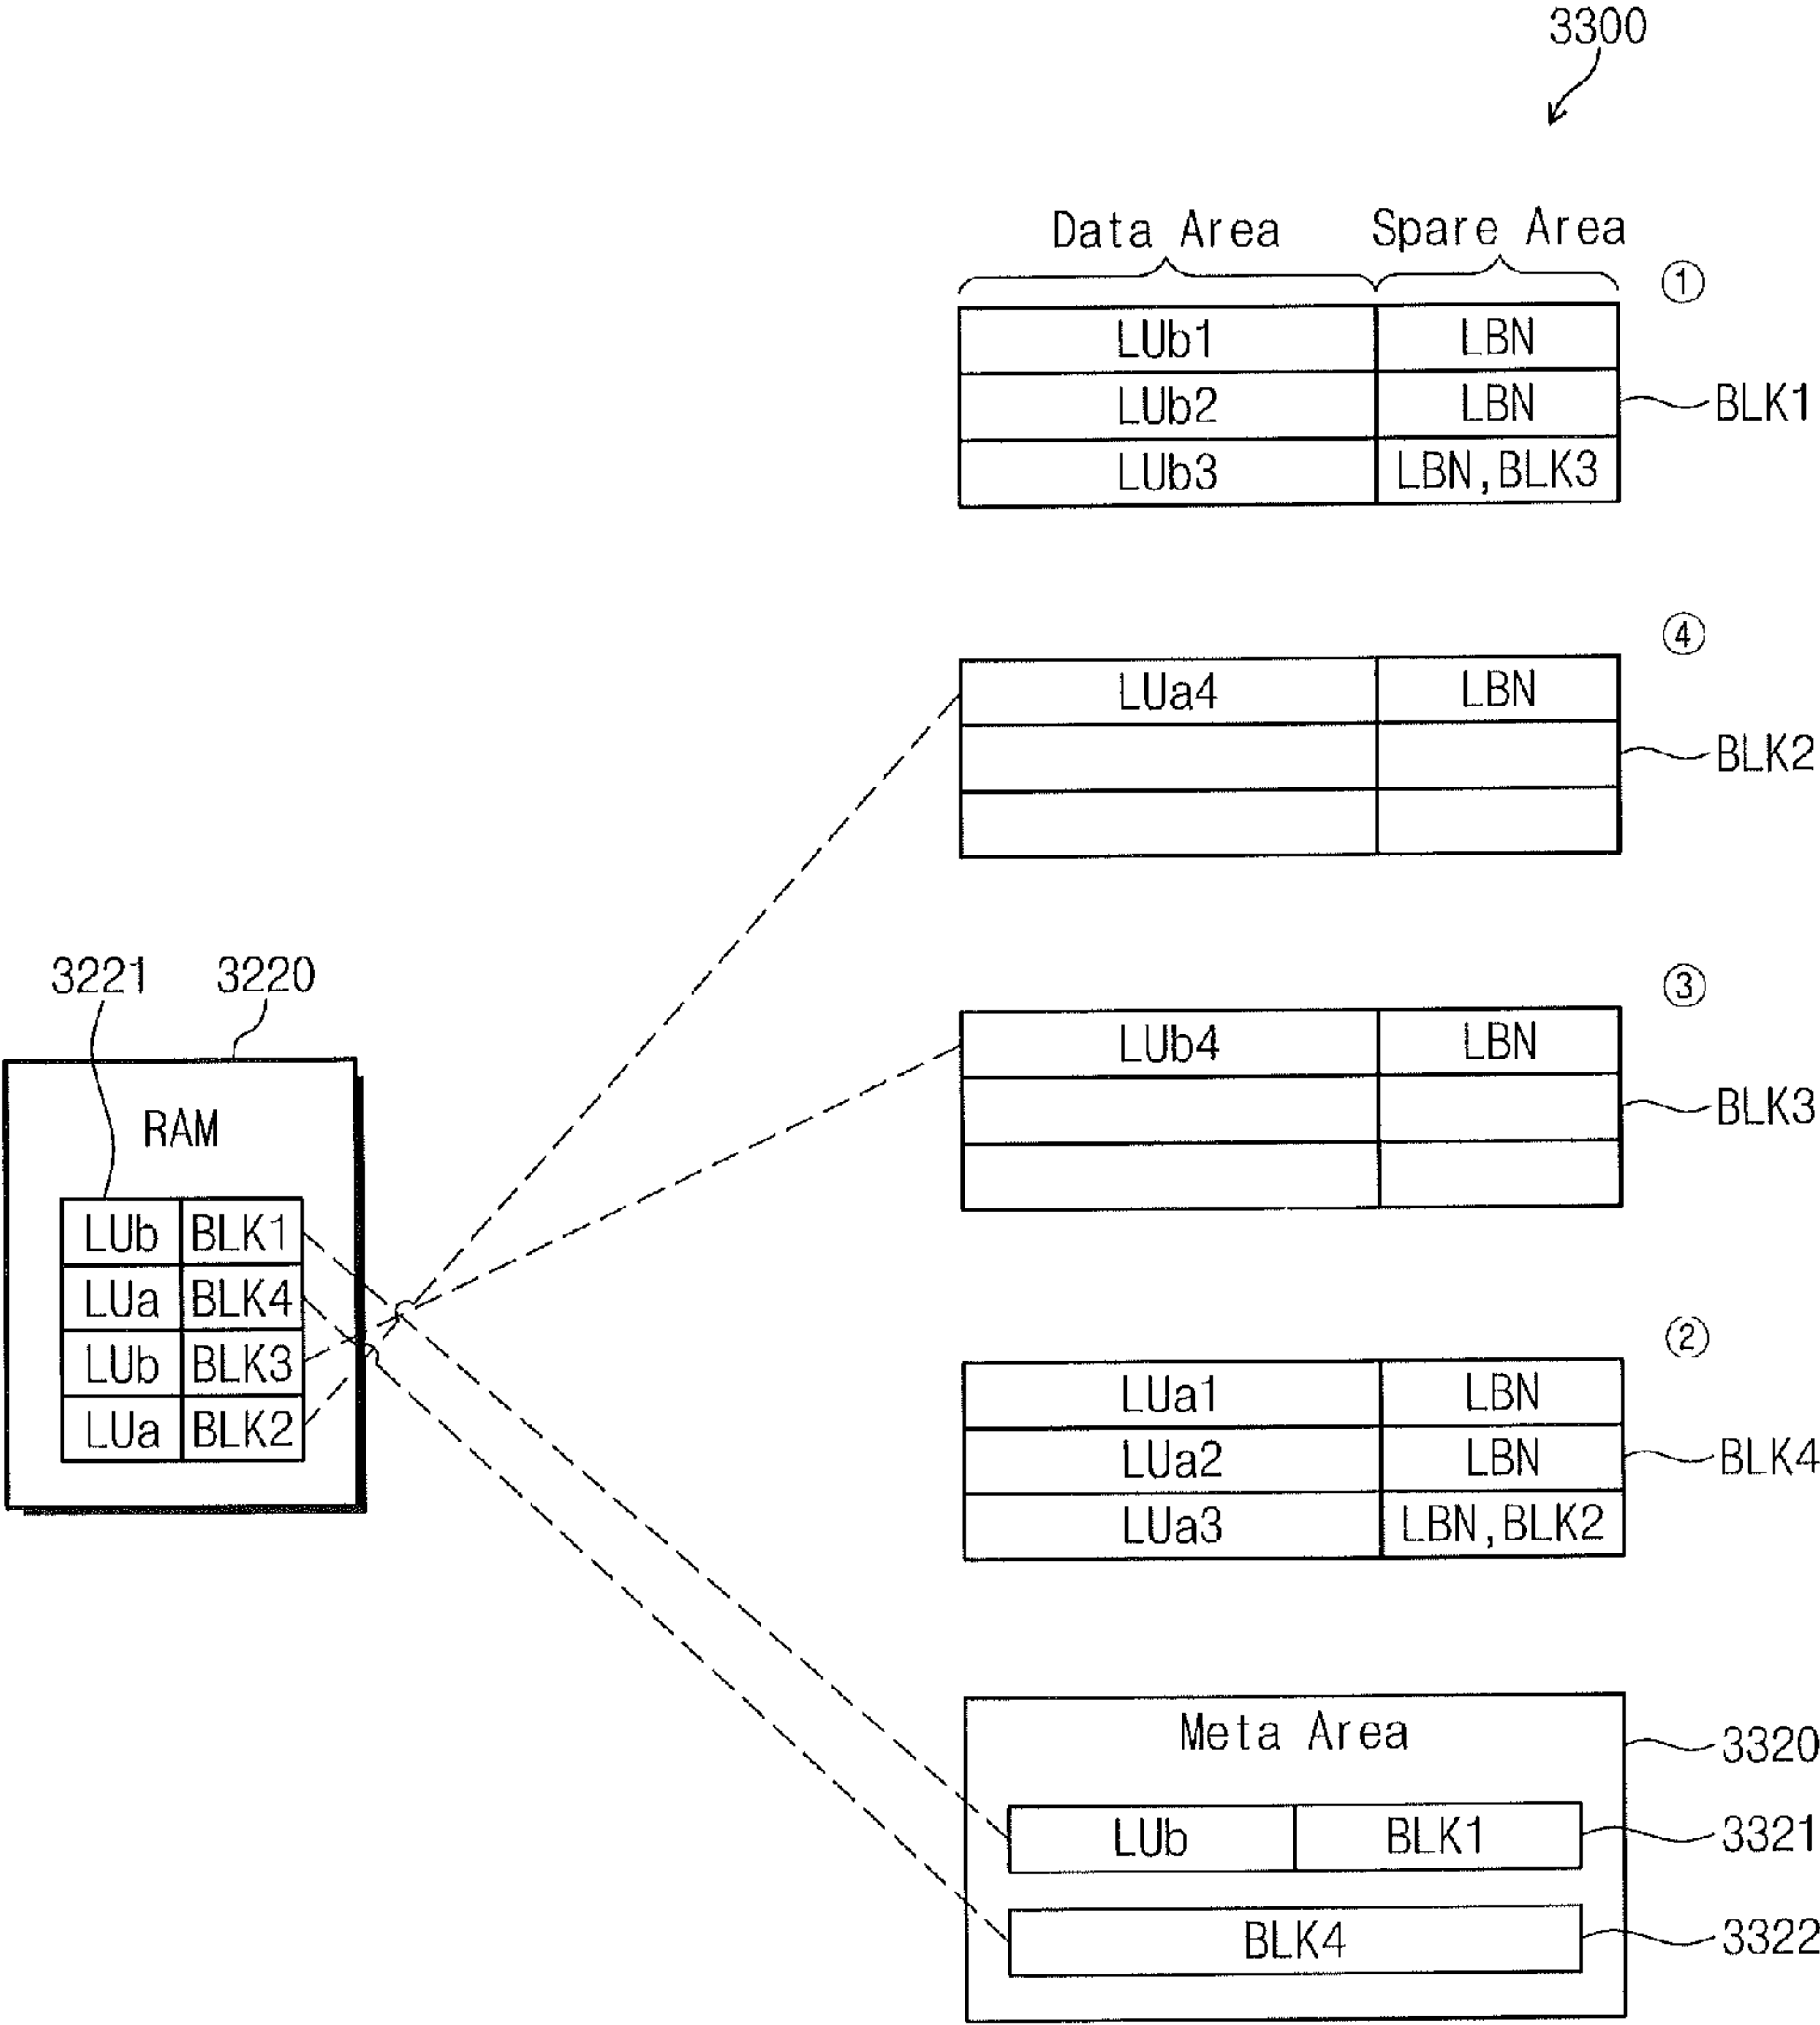 3300
Data Area Spare Area
①
LUb1 LBN
LUb2 LBN BLK1
LUb3 LBN,BLK3
④
LUa4 LBN
BLK2
③
LUb4 LBN
BLK3
3221 3220
RAM
LUb BLK1
LUa BLK4
LUb BLK3
LUa BLK2
②
LUa1 LBN
LUa2 LBN BLK4
LUa3 LBN,BLK2
Meta Area
3320
LUb BLK1 3321
BLK4 3322